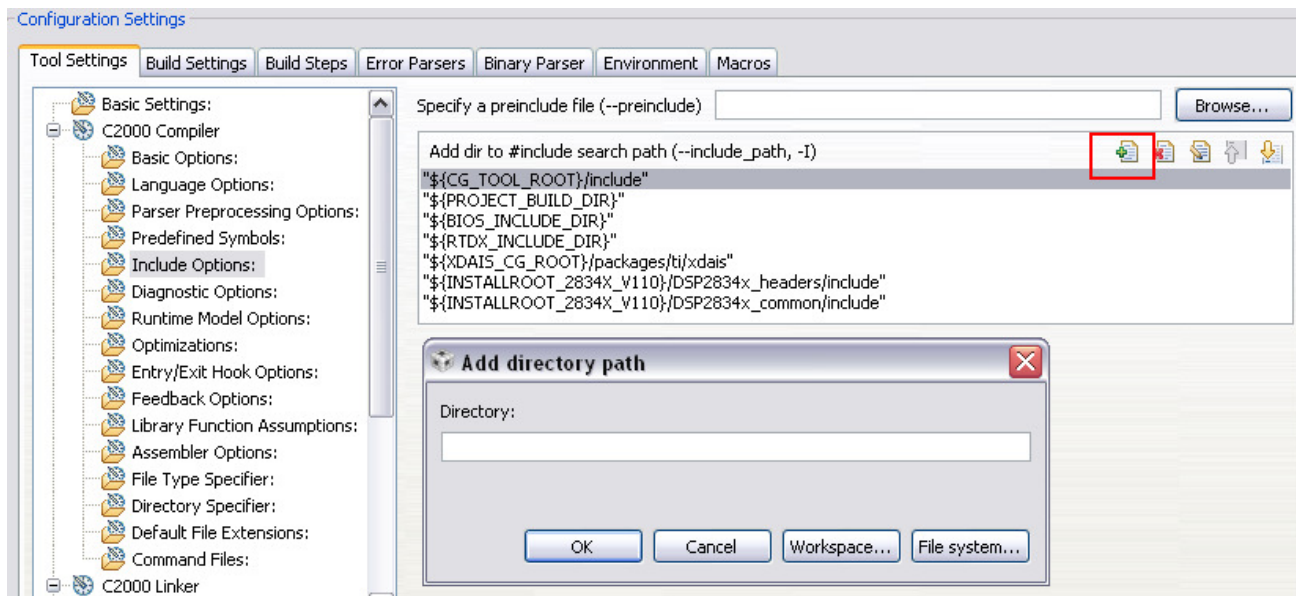 Configuration Settings
Tool Settings Build Settings Build Steps Error Parsers Binary Parser Environment Macros
Basic Settings:
C2000 Compiler
Basic Options:
Language Options:
Parser Preprocessing Options:
Predefined Symbols:
Include Options:
Diagnostic Options:
Runtime Model Options:
Optimizations:
Entry/Exit Hook Options:
Feedback Options:
Library Function Assumptions:
Assembler Options:
File Type Specifier:
Directory Specifier:
Default File Extensions:
Command Files:
C2000 Linker
Specify a preinclude file (--preinclude) Browse...
Add dir to #include search path (--include_path, -I)
"${CG_TOOL_ROOT}/include"
"${PROJECT_BUILD_DIR}"
"${BIOS_INCLUDE_DIR}"
"${RTDX_INCLUDE_DIR}"
"${XDAIS_CG_ROOT}/packages/ti/xdais"
"${INSTALLROOT_2834X_V110}/DSP2834x_headers/include"
"${INSTALLROOT_2834X_V110}/DSP2834x_common/include"
Add directory path
Directory:
OK Cancel Workspace... File system...